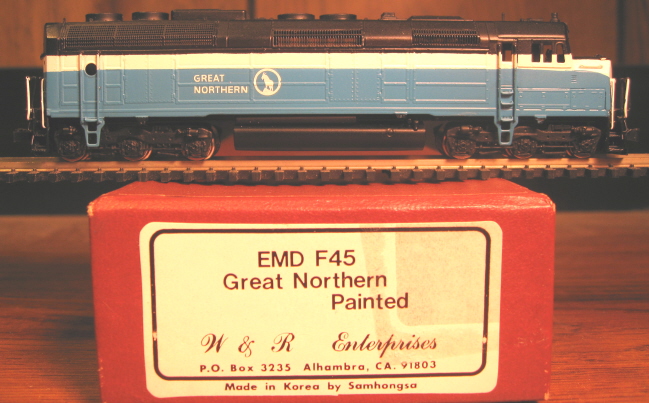 GREAT
NORTHERN
EMD F45
Great Northern
Painted
W & R Enterprises
P.O. Box 3235 Alhambra, CA. 91803
Made in Korea by Samhongsa